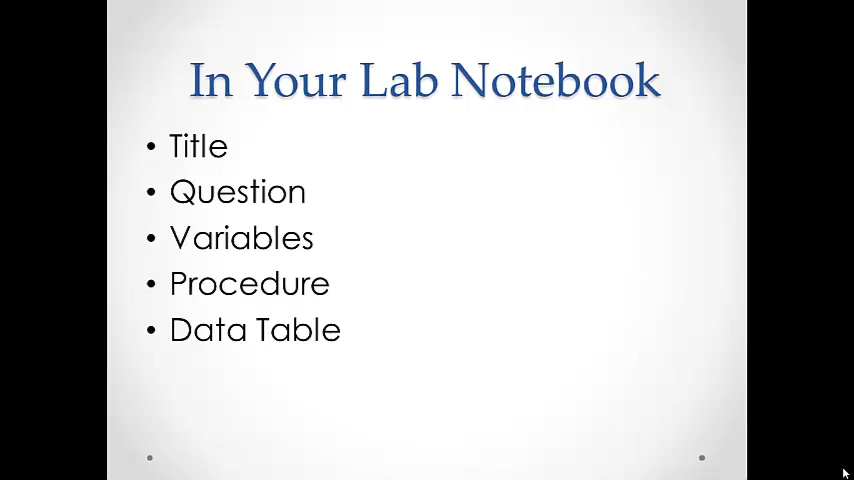 In Your Lab Notebook
• Title
• Question
• Variables
• Procedure
• Data Table